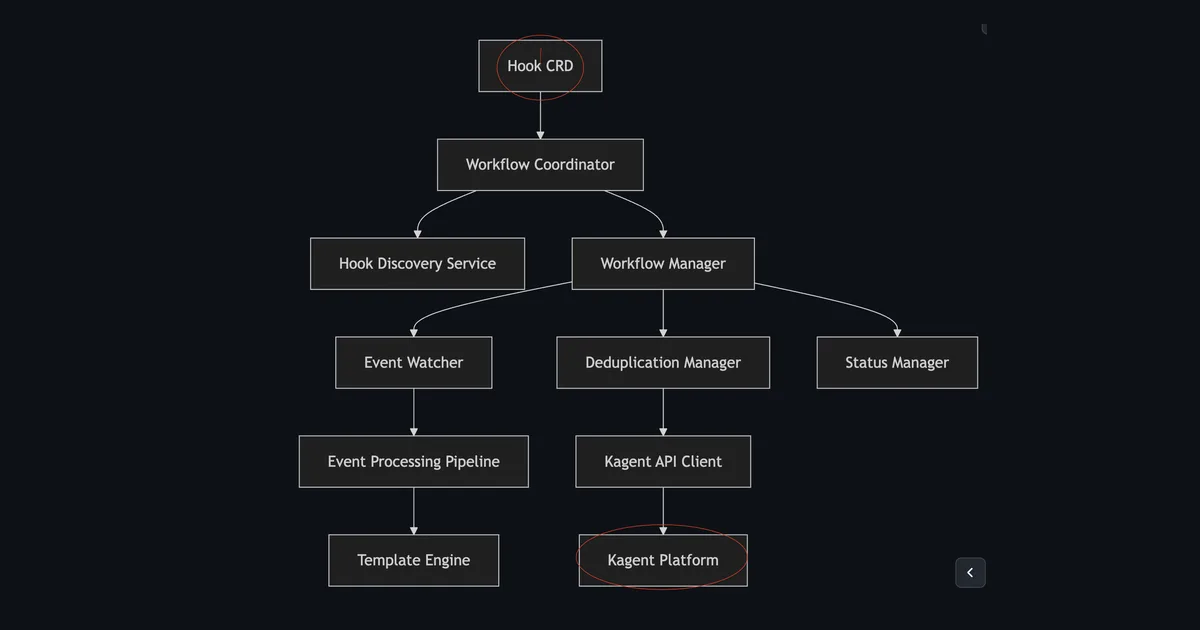 Hook CRD
Workflow Coordinator
Hook Discovery Service
Workflow Manager
Event Watcher
Deduplication Manager
Status Manager
Event Processing Pipeline
Kagent API Client
Template Engine
Kagent Platform